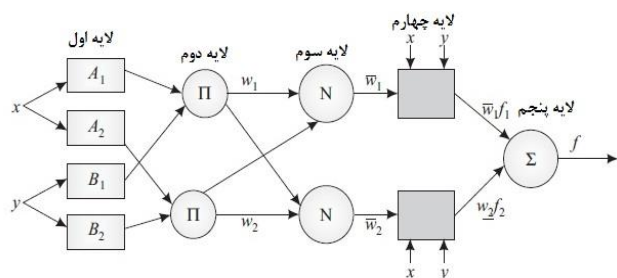 لایه اول
لایه دوم
لایه سوم
لایه چهارم
x y
A₁
x
A₂
Π
w₁
N
w̅₁
w̅₁f₁
لایه پنجم
Σ
f
B₁
y
B₂
Π
w₂
N
w̅₂
w̲₂f₂
x y